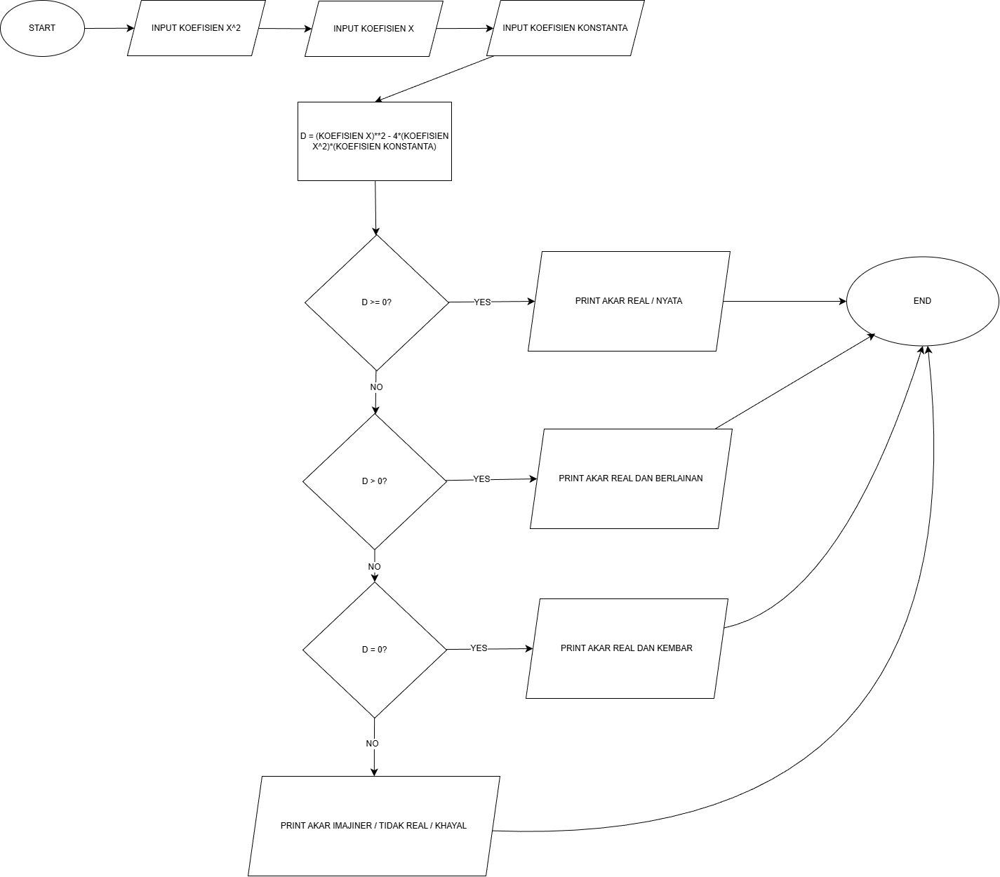 START
INPUT KOEFISIEN X^2
INPUT KOEFISIEN X
INPUT KOEFISIEN KONSTANTA
D = (KOEFISIEN X)**2 - 4*(KOEFISIEN
X^2)*(KOEFISIEN KONSTANTA)
D >= 0?
YES
PRINT AKAR REAL / NYATA
END
NO
D > 0?
YES
PRINT AKAR REAL DAN BERLAINAN
NO
D = 0?
YES
PRINT AKAR REAL DAN KEMBAR
NO
PRINT AKAR IMAJINER / TIDAK REAL / KHAYAL